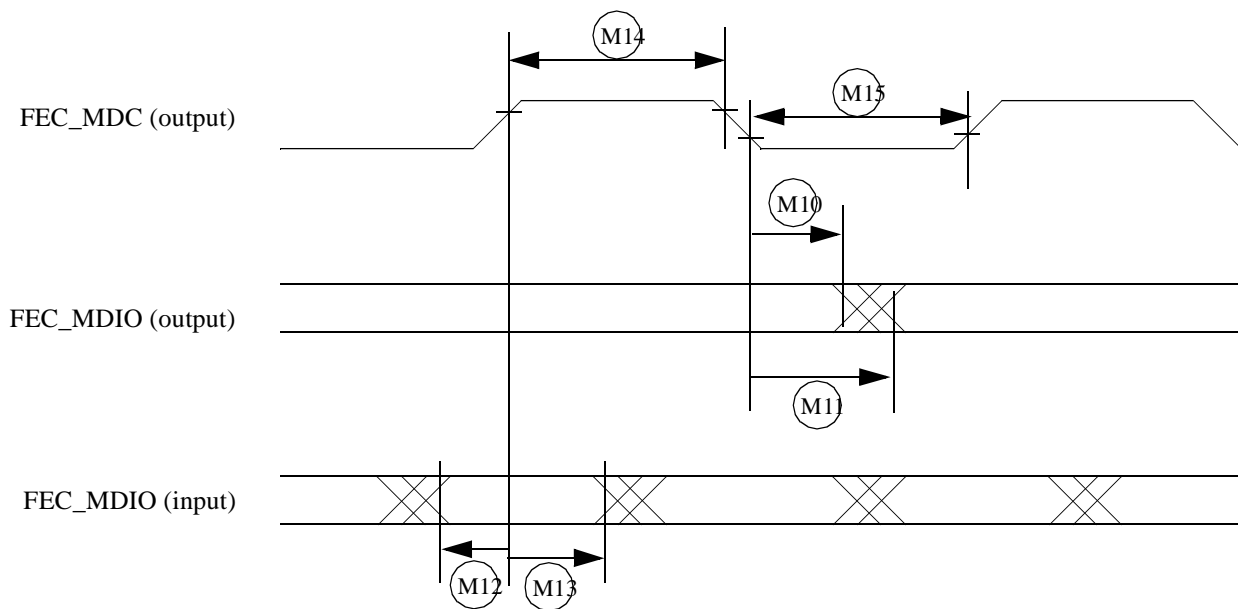 M14
FEC_MDC (output)
M15
M10
FEC_MDIO (output)
M11
FEC_MDIO (input)
M12
M13